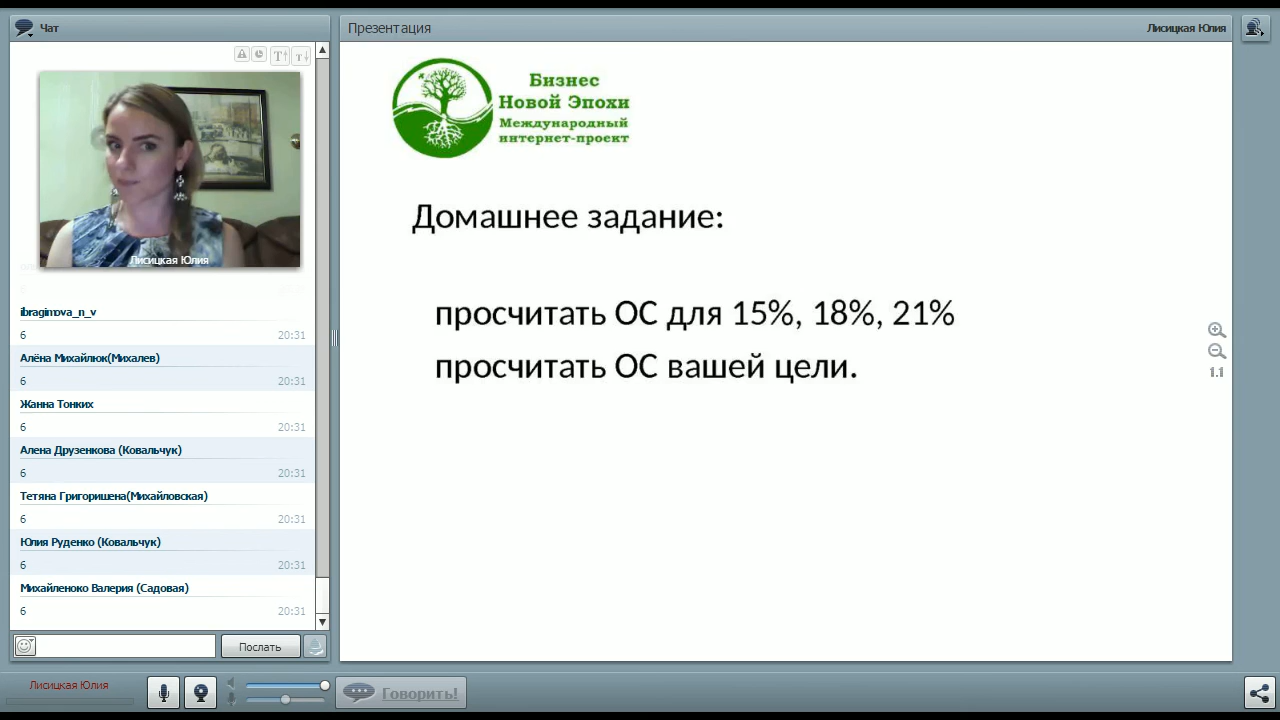 Чат
Презентация
Лисицкая Юлия
Лисицкая Юлия
ibragimova_n_v
6 20:31
Алёна Михайлюк(Михалев)
6 20:31
Жанна Тонких
6 20:31
Алена Друзенкова (Ковальчук)
6 20:31
Тетяна Григоришена(Михайловская)
6 20:31
Юлия Руденко (Ковальчук)
6 20:31
Михайленоко Валерия (Садовая)
6 20:31
Послать
Лисицкая Юлия
Говорить!
Бизнес
Новой Эпохи
Международный
интернет-проект
Домашнее задание:
просчитать ОС для 15%, 18%, 21%
просчитать ОС вашей цели.
1.1